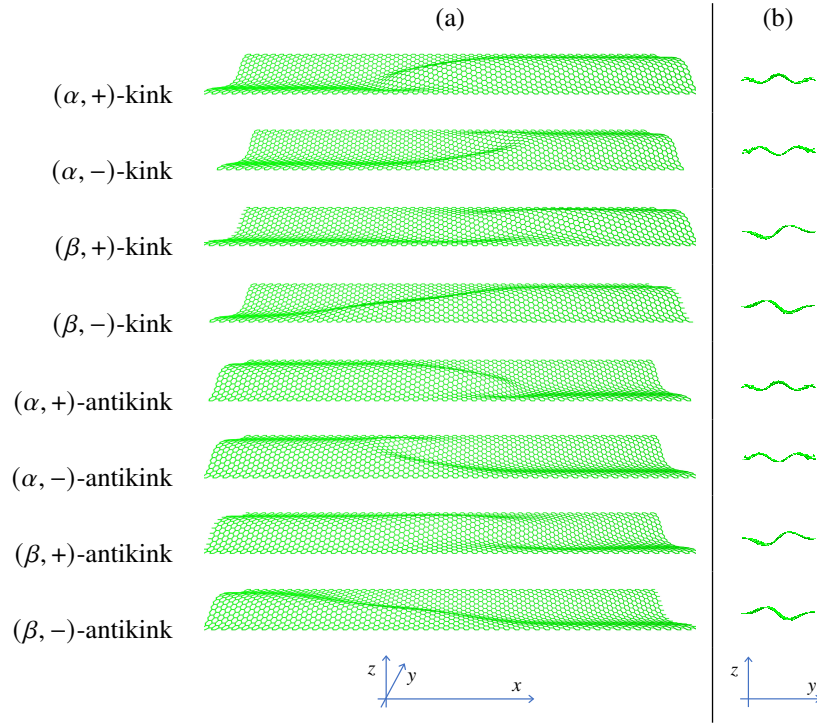 (a) (b)
(α, +)-kink
(α, −)-kink
(β, +)-kink
(β, −)-kink
(α, +)-antikink
(α, −)-antikink
(β, +)-antikink
(β, −)-antikink
z y x z y